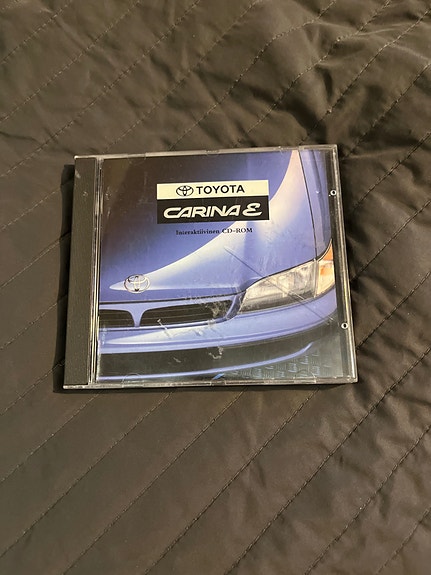 TOYOTA
CARINA E
Interaktiivinen CD-ROM